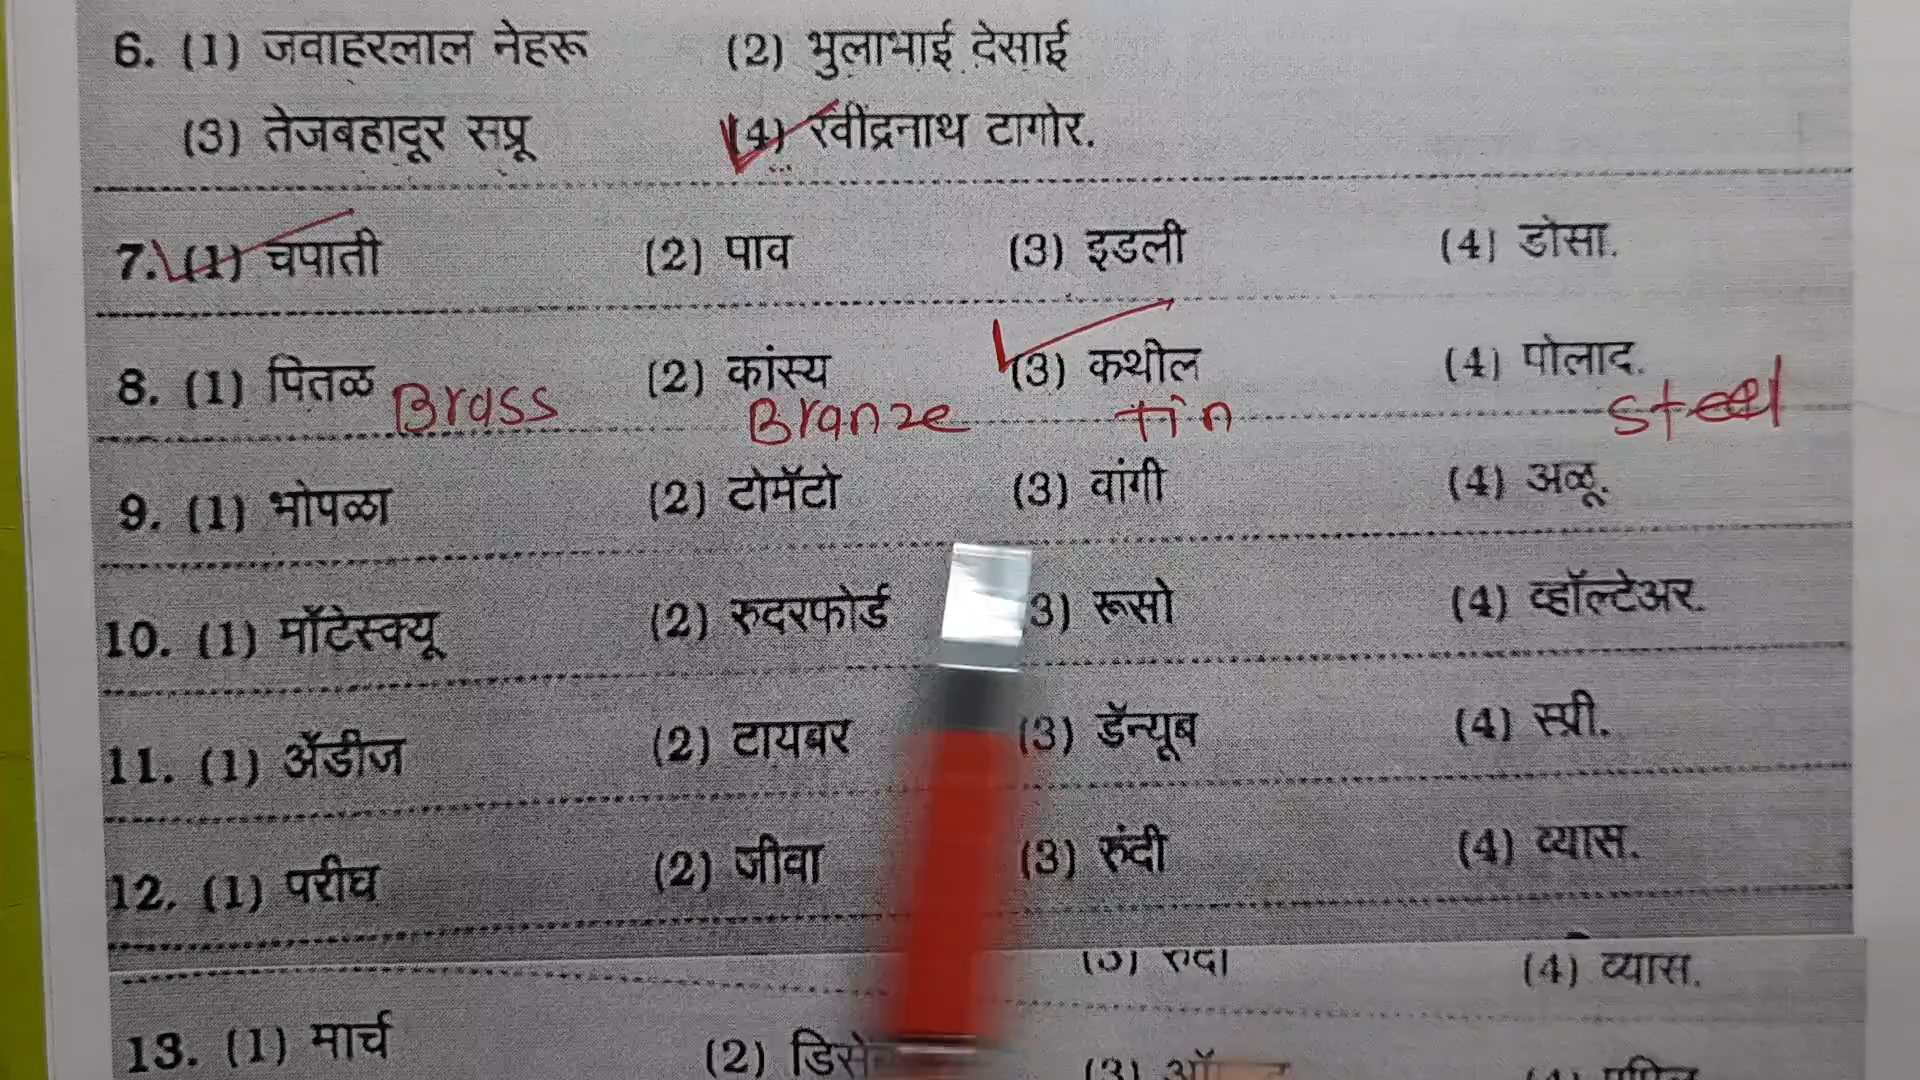 6. (1) जवाहरलाल नेहरू (2) भुलाभाई देसाई
(3) तेजबहादूर सप्रू (4) रवींद्रनाथ टागोर.
7. (1) चपाती (2) पाव (3) इडली (4) डोसा.
8. (1) पितळ (2) कांस्य (3) कथील (4) पोलाद.
Brass Branze tin steel
9. (1) भोपळा (2) टोमॅटो (3) वांगी (4) अळू.
10. (1) माँटेस्क्यू (2) रुदरफोर्ड 3) रूसो (4) व्हॉल्टेअर.
11. (1) अँडीज (2) टायबर (3) डॅन्यूब (4) स्प्री.
12. (1) परीघ (2) जीवा (3) रुंदी (4) व्यास.
(4) व्यास.
13. (1) मार्च (2)